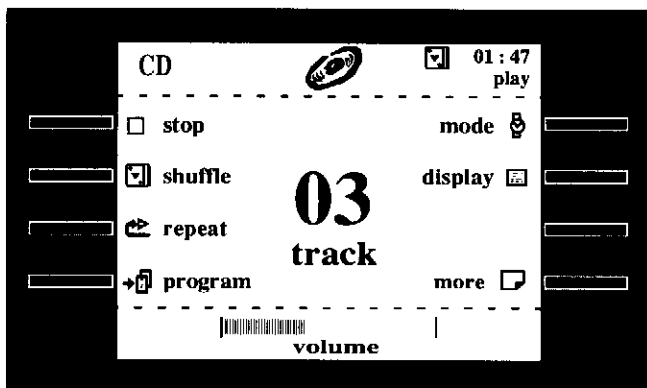 CD
01 : 47
play
stop
mode
shuffle
display
03
repeat
track
program
more
volume